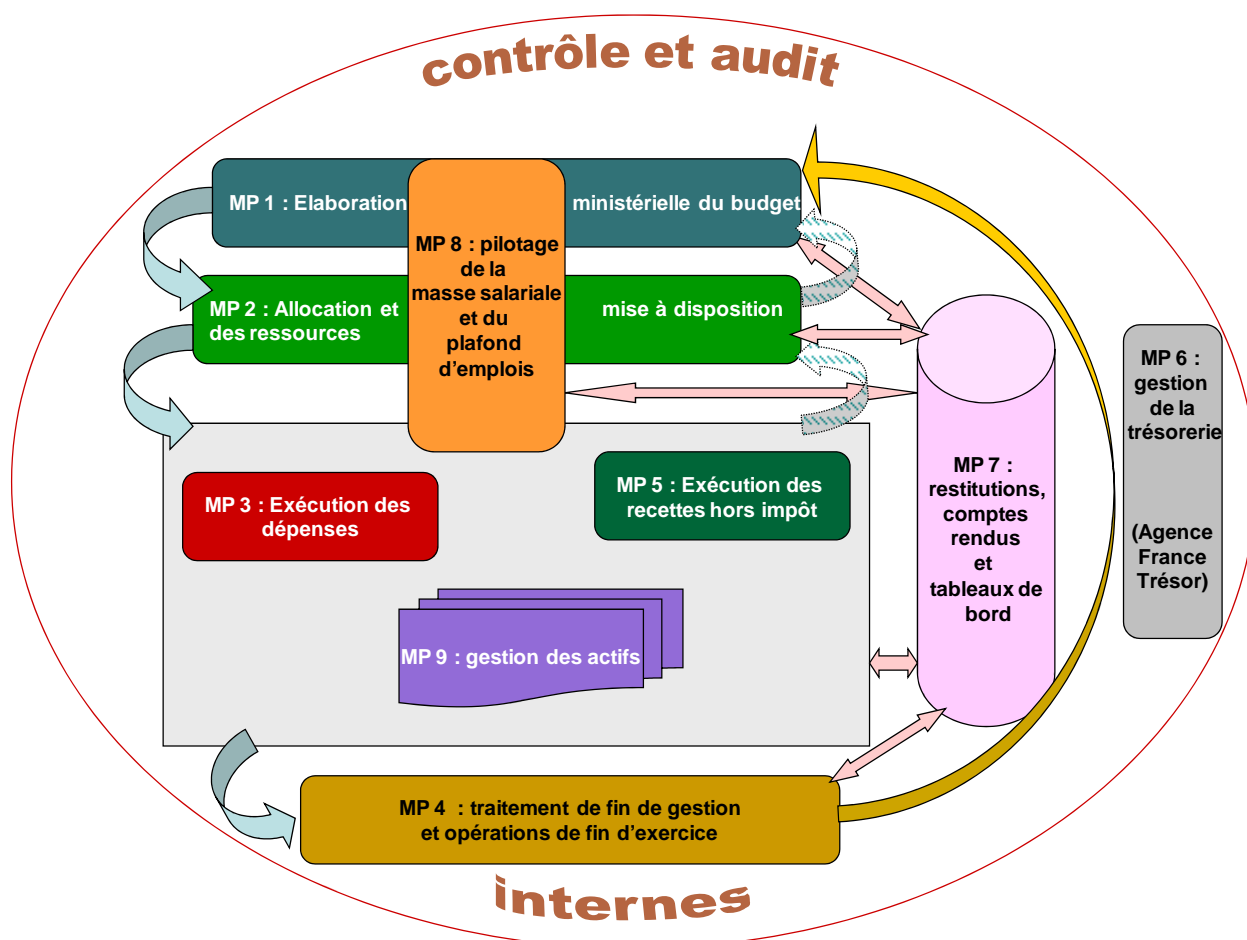 contrôle et audit
MP 1 : Elaboration ministérielle du budget
MP 8 : pilotage
de la
masse salariale
et du
plafond
d'emplois
MP 2 : Allocation et mise à disposition
des ressources
MP 6 :
gestion
de la
trésorerie
(Agence
France
Trésor)
MP 7 :
restitutions,
comptes
rendus
et
tableaux de
bord
MP 3 : Exécution des
dépenses
MP 5 : Exécution des
recettes hors impôt
MP 9 : gestion des actifs
MP 4 : traitement de fin de gestion
et opérations de fin d'exercice
internes